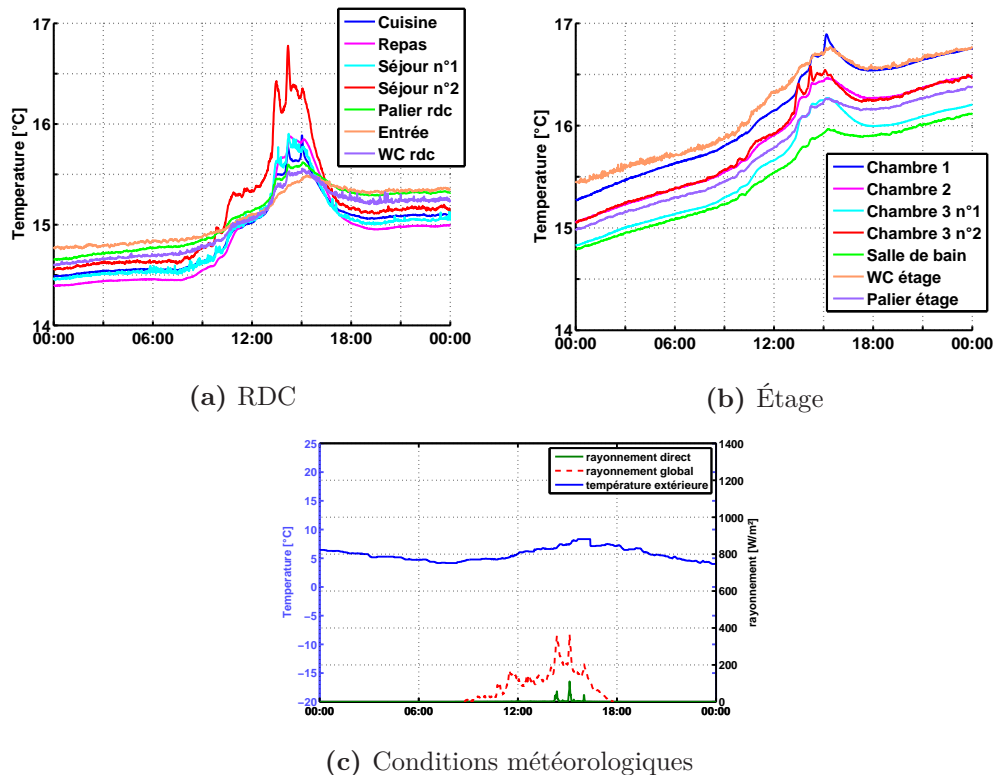 17
16
15
14
Temperature [°C]
00:00 06:00 12:00 18:00 00:00
Cuisine
Repas
Séjour n°1
Séjour n°2
Palier rdc
Entrée
WC rdc
(a) RDC
17
16
15
14
Temperature [°C]
00:00 06:00 12:00 18:00 00:00
Chambre 1
Chambre 2
Chambre 3 n°1
Chambre 3 n°2
Salle de bain
WC étage
Palier étage
(b) Étage
25
20
15
10
5
0
−5
−10
−15
−20
Temperature [°C]
rayonnement direct
rayonnement global
température extérieure
1400
1200
1000
800
600
400
200
0
rayonnement [W/m²]
00:00 06:00 12:00 18:00 00:00
(c) Conditions météorologiques